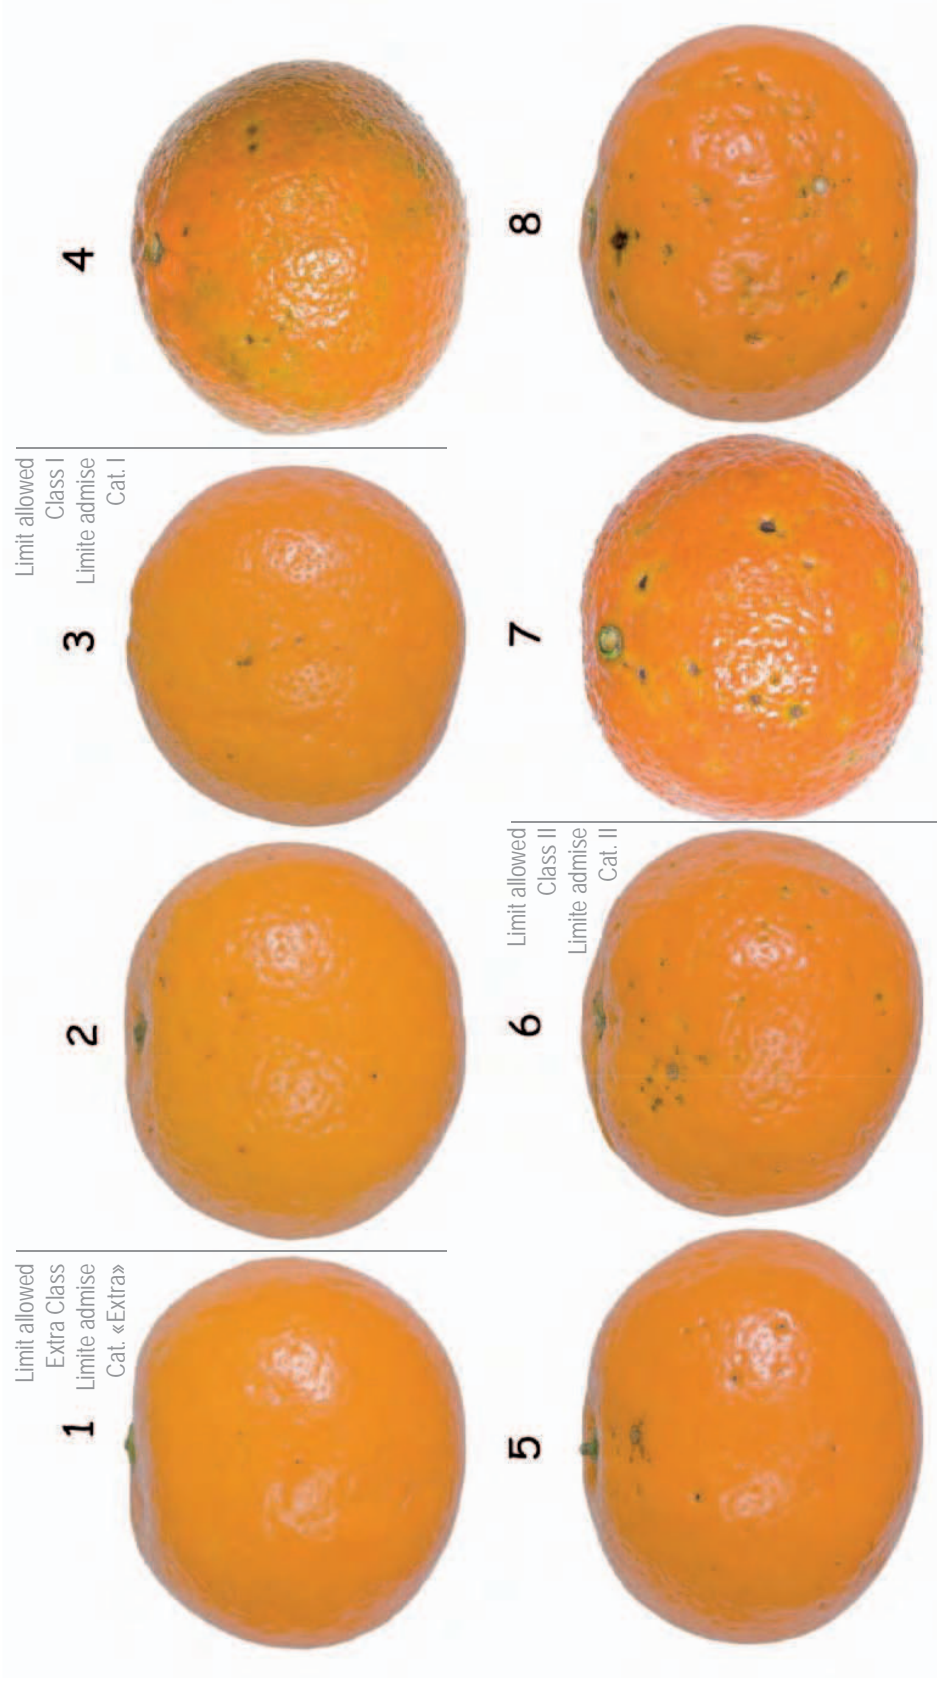 1
Limit allowed
Extra Class
Limite admise
Cat. «Extra»
2
3
Limit allowed
Class I
Limite admise
Cat. I
4
5
6
Limit allowed
Class II
Limite admise
Cat. II
7
8